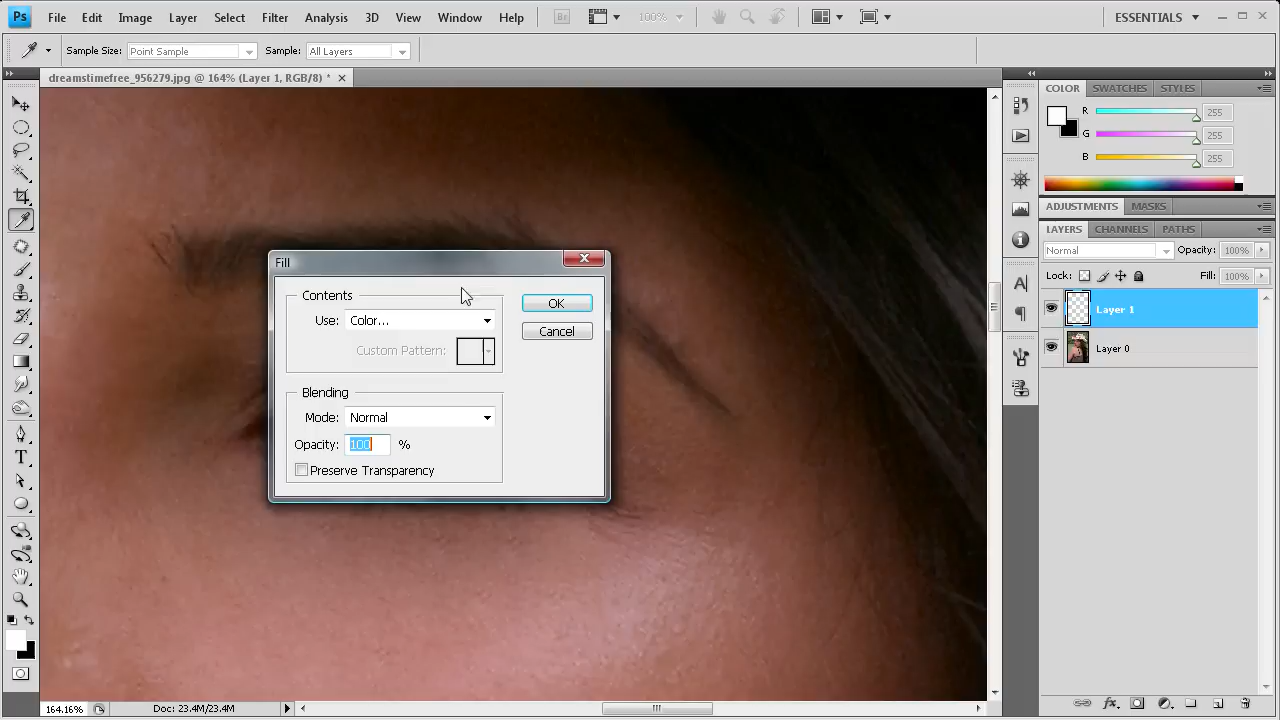 Ps File Edit Image Layer Select Filter Analysis 3D View Window Help Br 100% ESSENTIALS
Sample Size: Point Sample Sample: All Layers
dreamstimefree_956279.jpg @ 164% (Layer 1, RGB/8) *
COLOR SWATCHES STYLES
R 255
G 255
B 255
ADJUSTMENTS MASKS
LAYERS CHANNELS PATHS
Normal Opacity: 100%
Lock: Fill: 100%
Layer 1
Layer 0
Fill
Contents
Use: Color...
Custom Pattern:
OK
Cancel
Blending
Mode: Normal
Opacity: 100 %
Preserve Transparency
164.16% Doc: 23.4M/23.4M